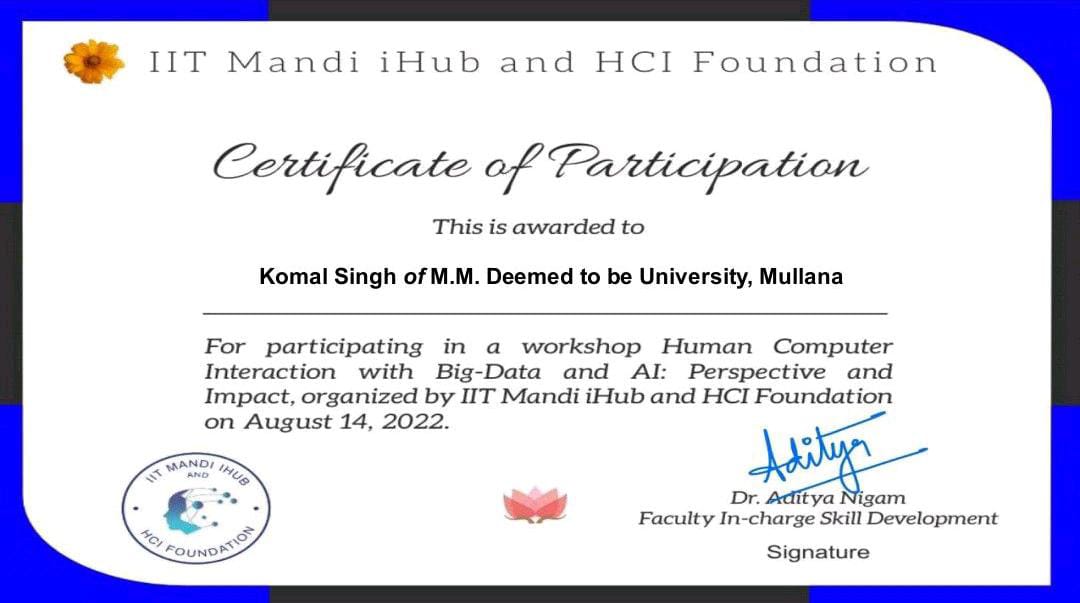 IIT Mandi iHub and HCI Foundation
Certificate of Participation
This is awarded to
Komal Singh of M.M. Deemed to be University, Mullana
For participating in a workshop Human Computer
Interaction with Big-Data and AI: Perspective and
Impact, organized by IIT Mandi iHub and HCI Foundation
on August 14, 2022.
IIT MANDI IHUB
AND
HCI FOUNDATION
Aditya
Dr. Aditya Nigam
Faculty In-charge Skill Development
Signature